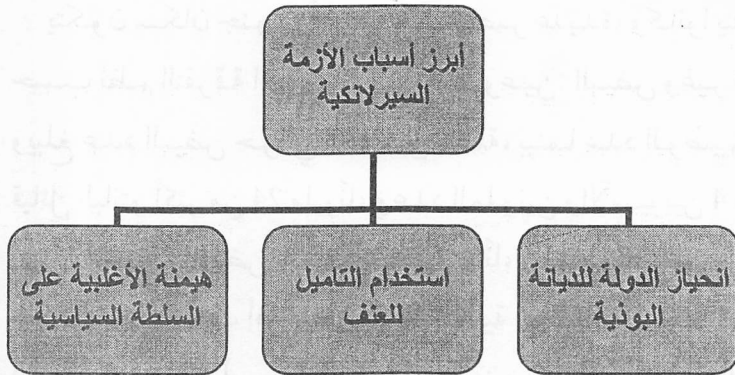 أبرز أسباب الأزمة
السيرلانكية
انحياز الدولة للديانة
البوذية
استخدام التاميل
للعنف
هيمنة الأغلبية على
السلطة السياسية